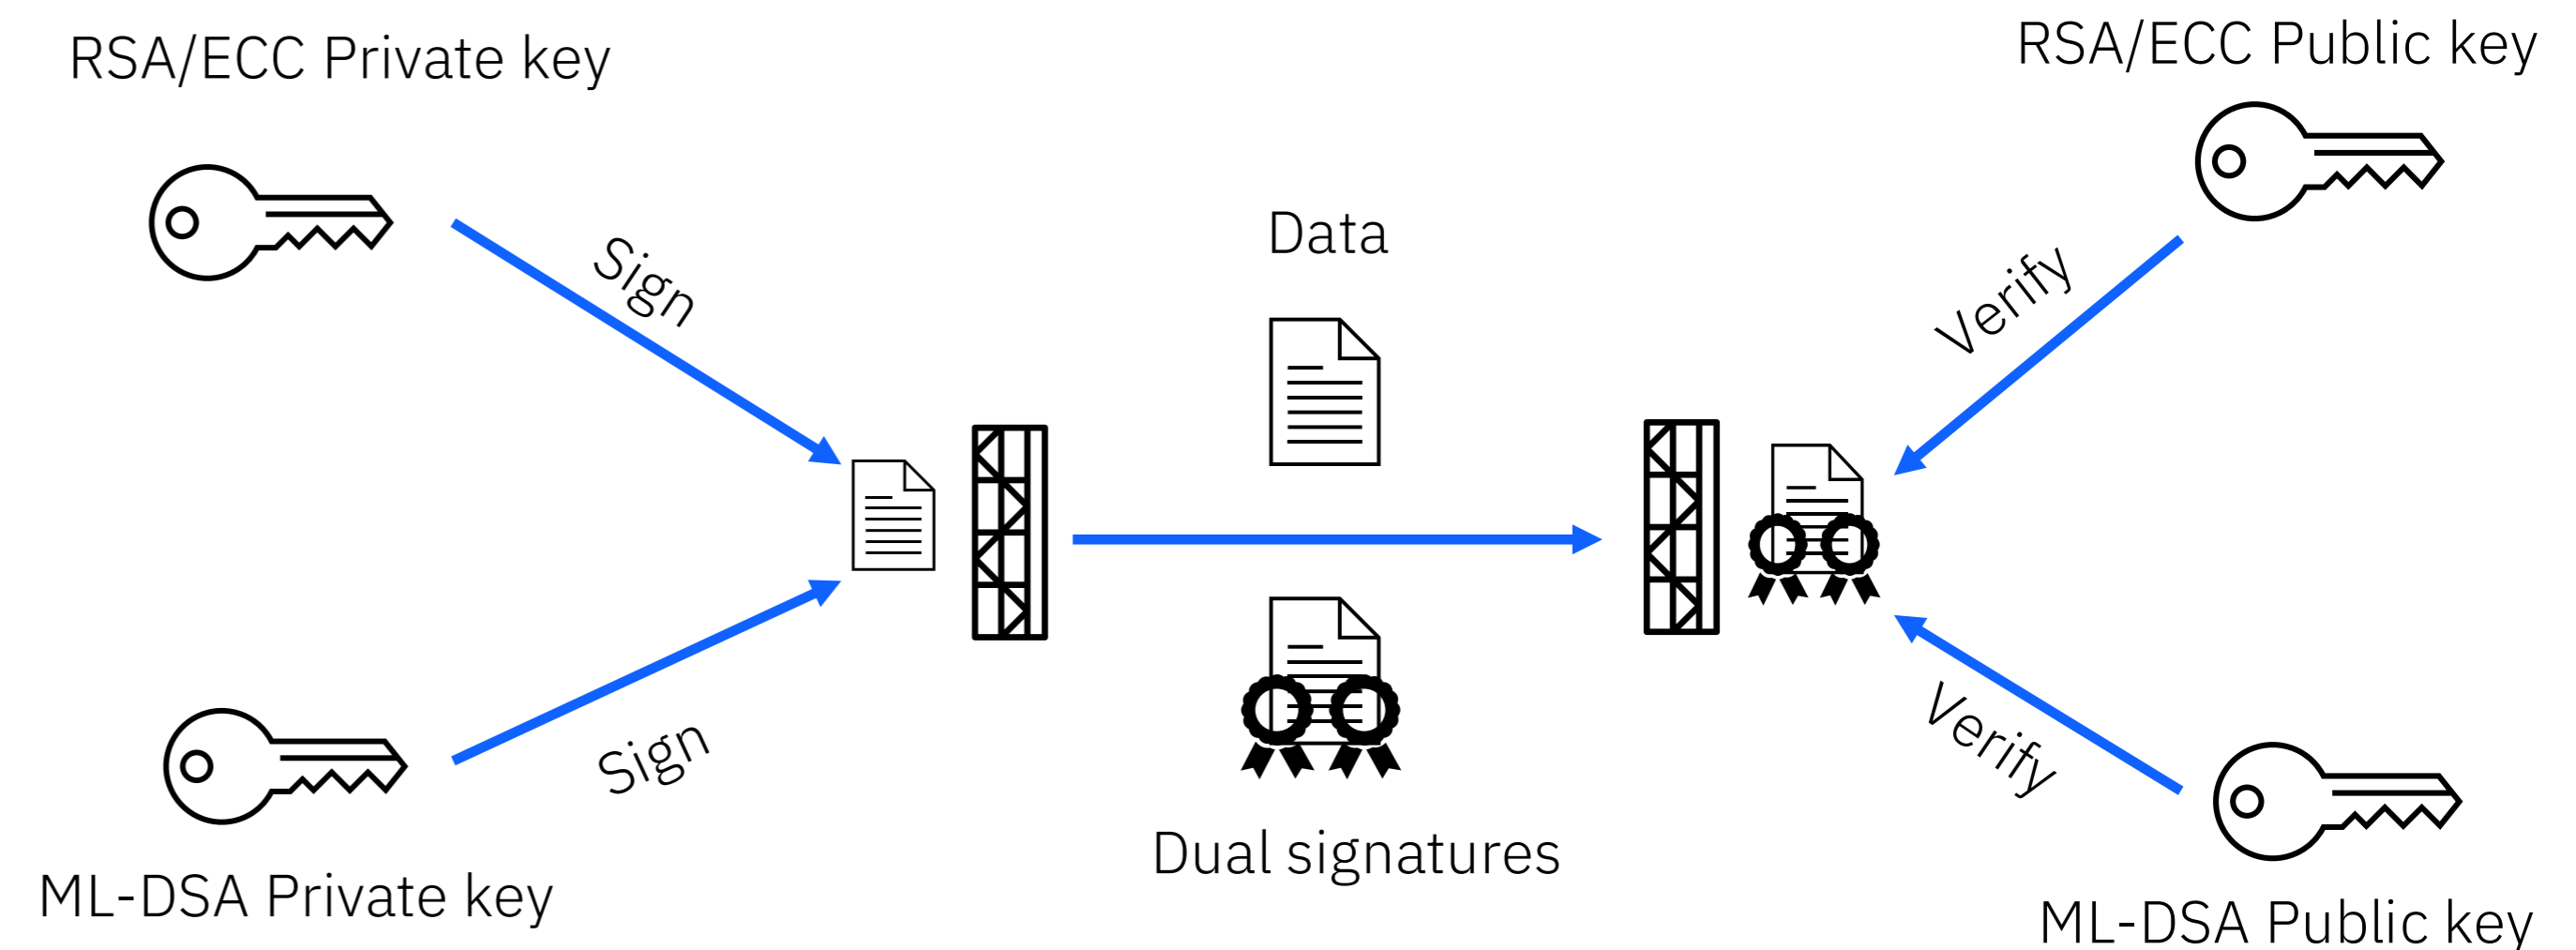 RSA/ECC Private key
RSA/ECC Public key
Sign
Data
Verify
Sign
Verify
Dual signatures
ML-DSA Private key
ML-DSA Public key